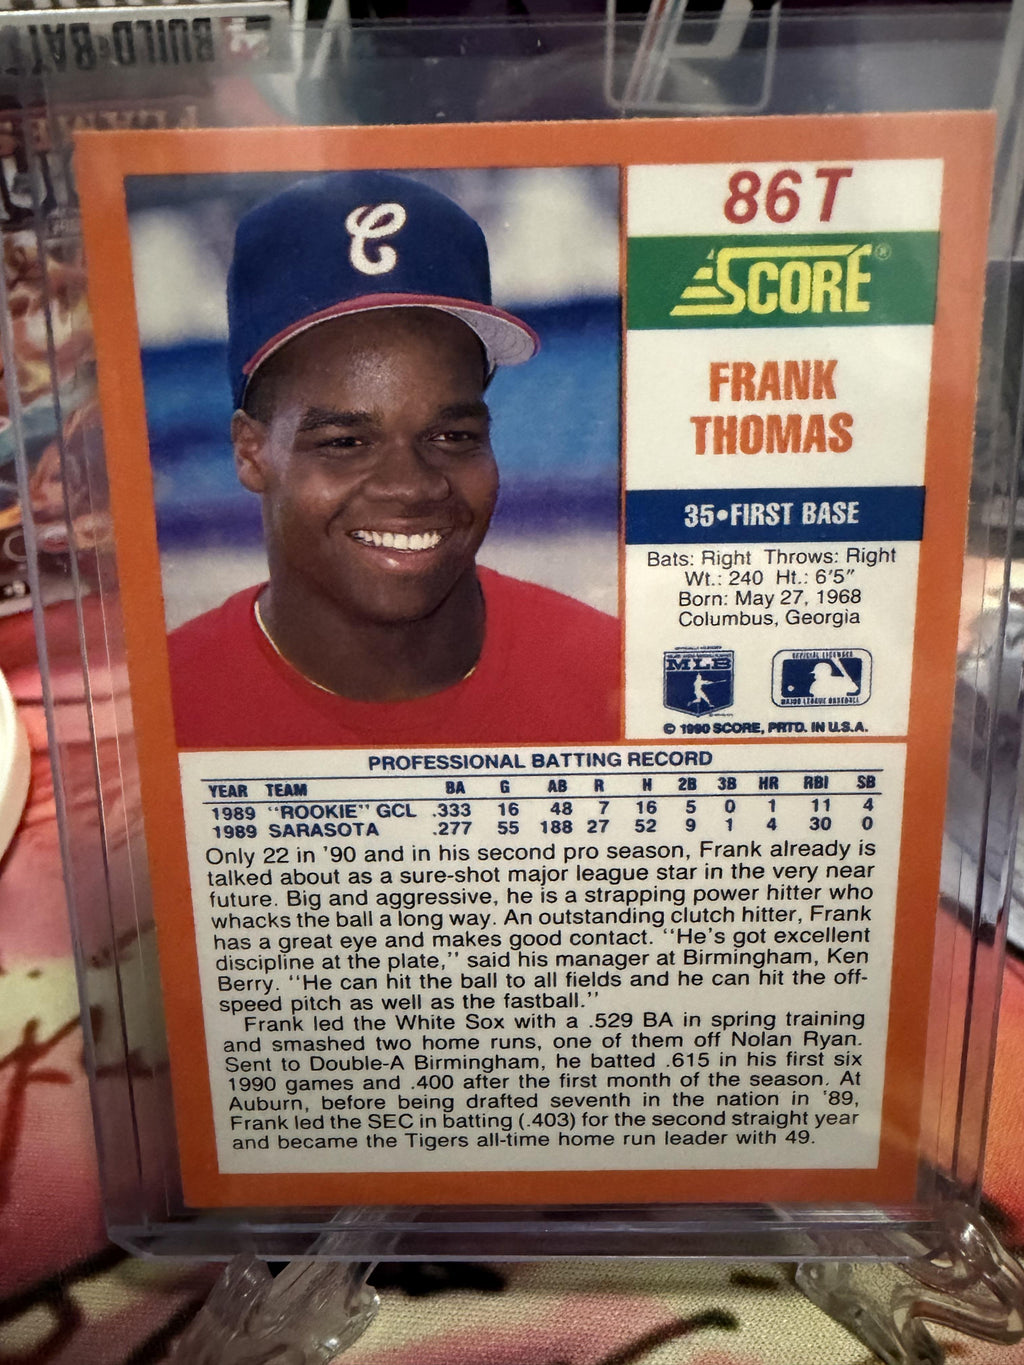 BUILD-BAT
C
86T
SCORE®
FRANK
THOMAS
35•FIRST BASE
Bats: Right Throws: Right
Wt.: 240 Ht.: 6'5"
Born: May 27, 1968
Columbus, Georgia
MLB
OFFICIAL LICENSEE
MAJOR LEAGUE BASEBALL
© 1990 SCORE, PRTD. IN U.S.A.
PROFESSIONAL BATTING RECORD
YEAR TEAM BA G AB R H 2B 3B HR RBI SB
1989 "ROOKIE" GCL .333 16 48 7 16 5 0 1 11 4
1989 SARASOTA .277 55 188 27 52 9 1 4 30 0
Only 22 in '90 and in his second pro season, Frank already is
talked about as a sure-shot major league star in the very near
future. Big and aggressive, he is a strapping power hitter who
whacks the ball a long way. An outstanding clutch hitter, Frank
has a great eye and makes good contact. "He's got excellent
discipline at the plate," said his manager at Birmingham, Ken
Berry. "He can hit the ball to all fields and he can hit the off-
speed pitch as well as the fastball."
Frank led the White Sox with a .529 BA in spring training
and smashed two home runs, one of them off Nolan Ryan.
Sent to Double-A Birmingham, he batted .615 in his first six
1990 games and .400 after the first month of the season. At
Auburn, before being drafted seventh in the nation in '89,
Frank led the SEC in batting (.403) for the second straight year
and became the Tigers all-time home run leader with 49.